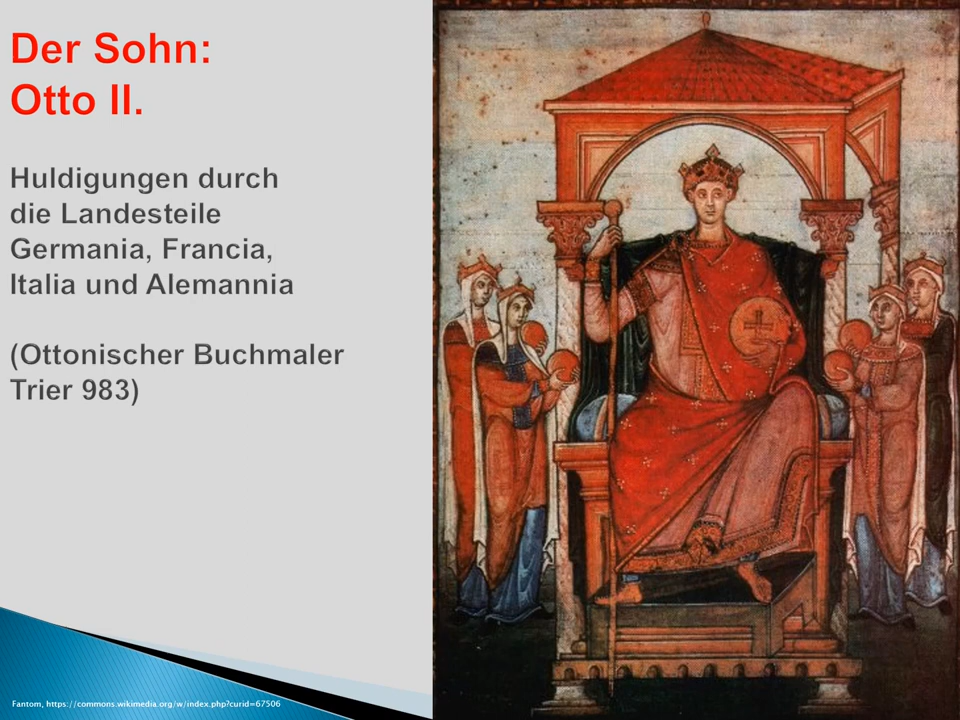 Der Sohn:
Otto II.
Huldigungen durch
die Landesteile
Germania, Francia,
Italia und Alemannia
(Ottonischer Buchmaler
Trier 983)
Fantom, https://commons.wikimedia.org/w/index.php?curid=67506